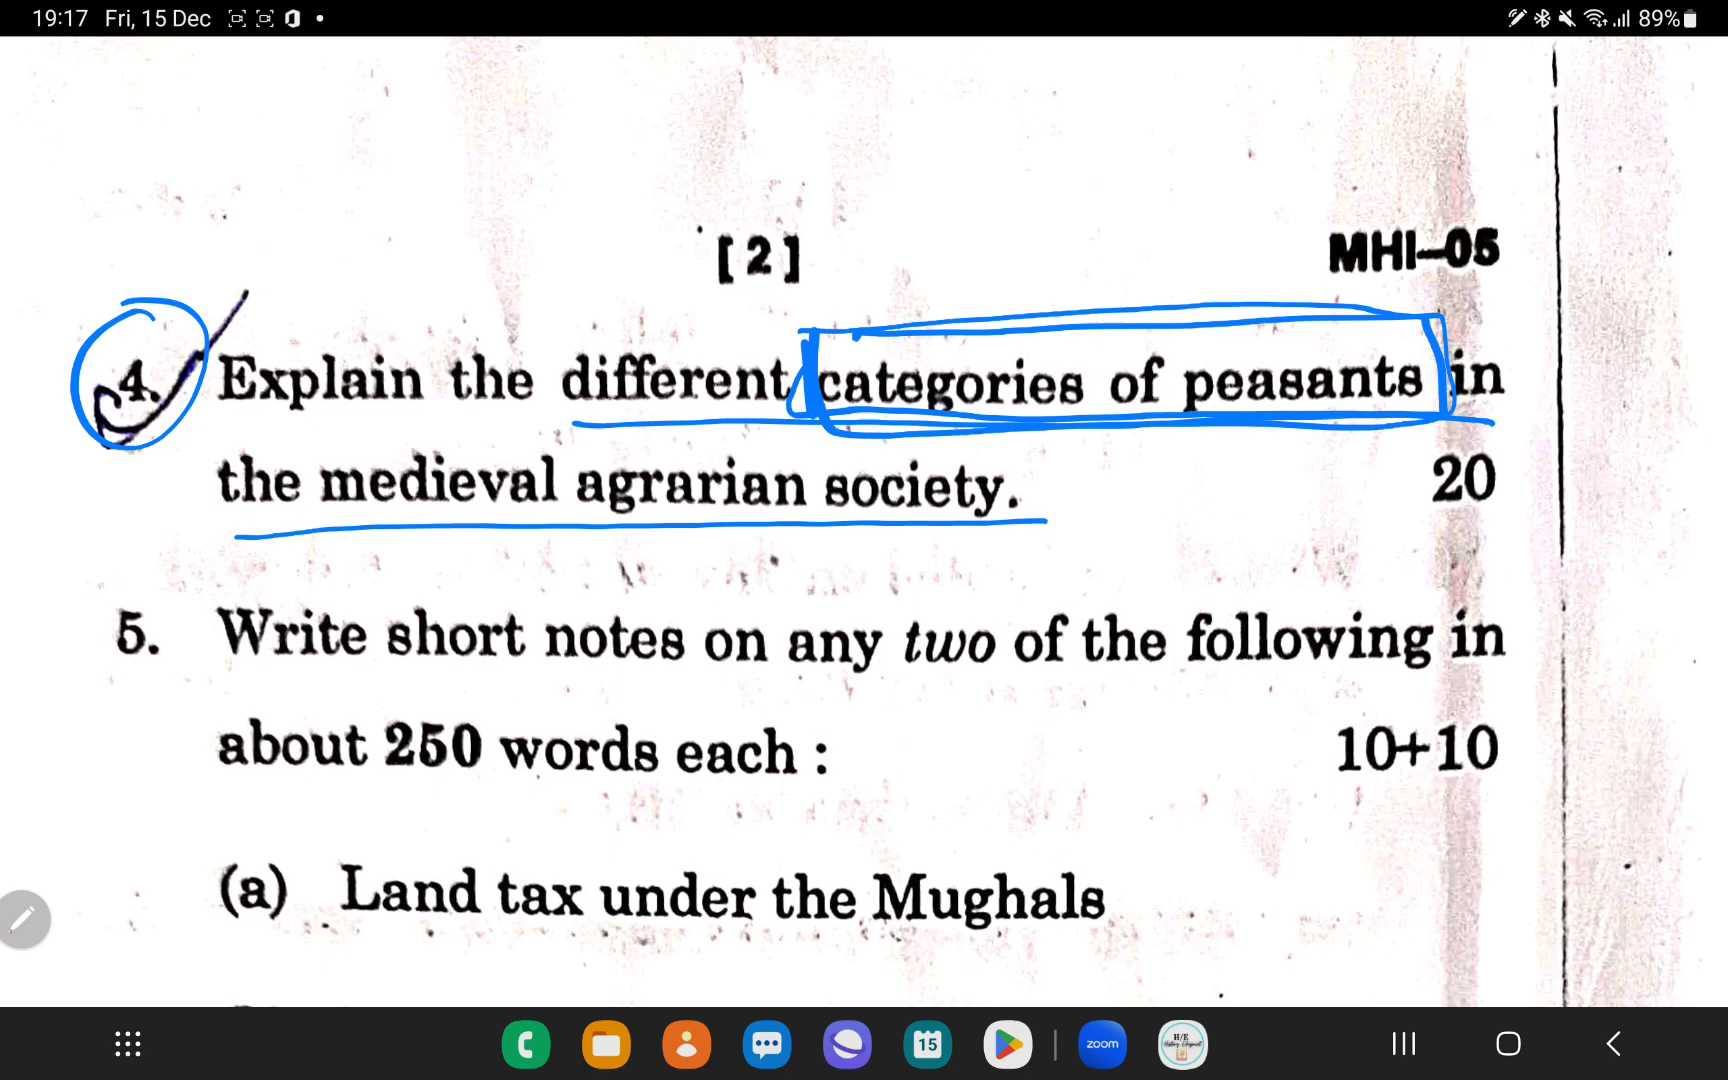 19:17 Fri, 15 Dec 89%
[2] MHI–05
4. Explain the different categories of peasants in
the medieval agrarian society. 20
5. Write short notes on any two of the following in
about 250 words each : 10+10
(a) Land tax under the Mughals
15 zoom H/E